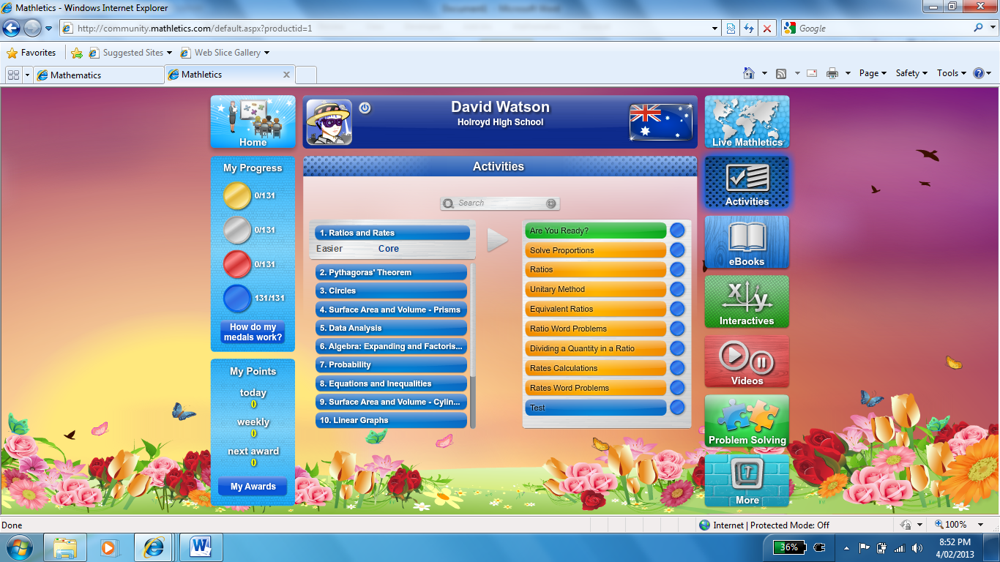 Mathletics - Windows Internet Explorer
http://community.mathletics.com/default.aspx?productid=1
Google
Favorites
Suggested Sites
Web Slice Gallery
Mathematics
Mathletics
Page
Safety
Tools
Home
David Watson
Holroyd High School
Live Mathletics
My Progress
0/131
0/131
0/131
131/131
How do my
medals work?
My Points
today
0
weekly
0
next award
0
My Awards
Activities
Search
1. Ratios and Rates
Easier Core
2. Pythagoras' Theorem
3. Circles
4. Surface Area and Volume - Prisms
5. Data Analysis
6. Algebra: Expanding and Factoris...
7. Probability
8. Equations and Inequalities
9. Surface Area and Volume - Cylin...
10. Linear Graphs
Are You Ready?
Solve Proportions
Ratios
Unitary Method
Equivalent Ratios
Ratio Word Problems
Dividing a Quantity in a Ratio
Rates Calculations
Rates Word Problems
Test
Activities
eBooks
x y
Interactives
Videos
Problem Solving
T
More
Done
Internet | Protected Mode: Off
100%
W
36%
8:52 PM
4/02/2013